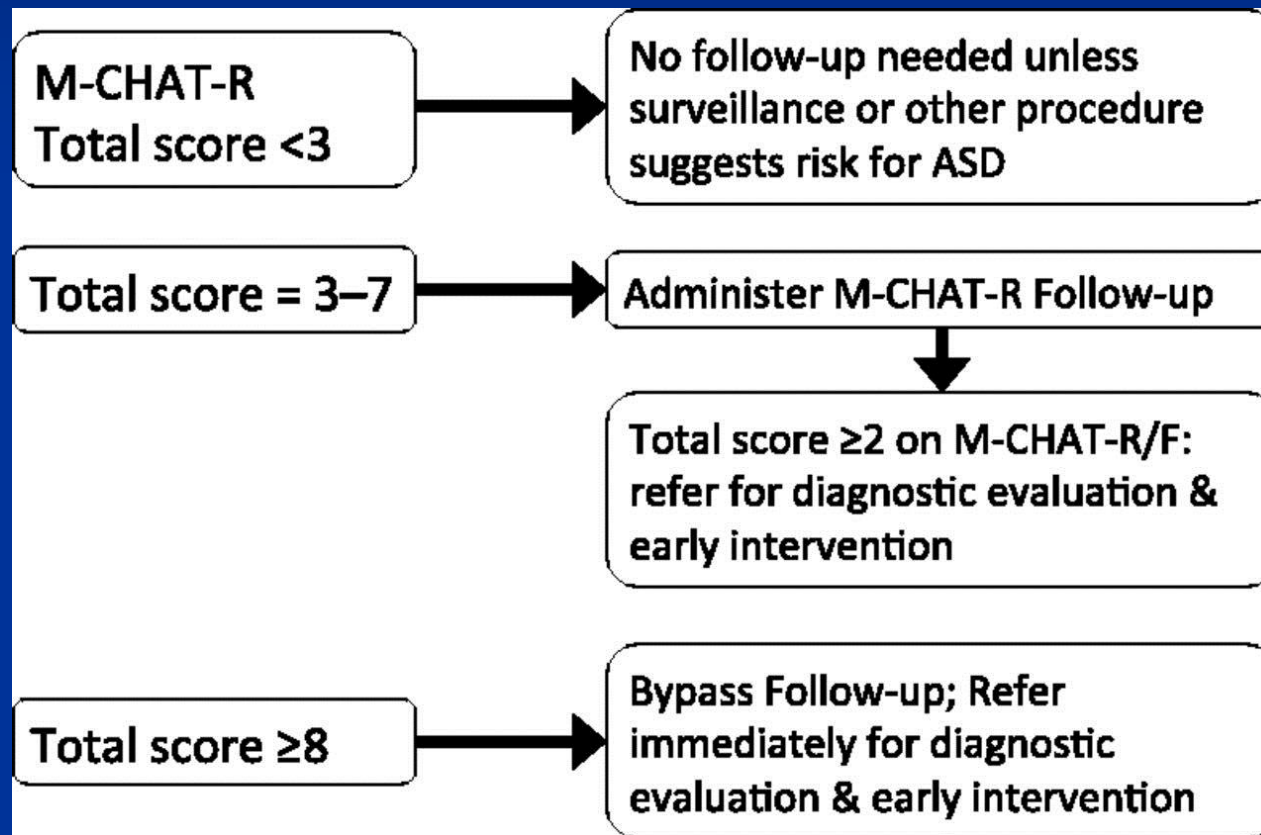 M-CHAT-R
Total score <3
No follow-up needed unless
surveillance or other procedure
suggests risk for ASD
Total score = 3–7
Administer M-CHAT-R Follow-up
Total score ≥2 on M-CHAT-R/F:
refer for diagnostic evaluation &
early intervention
Total score ≥8
Bypass Follow-up; Refer
immediately for diagnostic
evaluation & early intervention